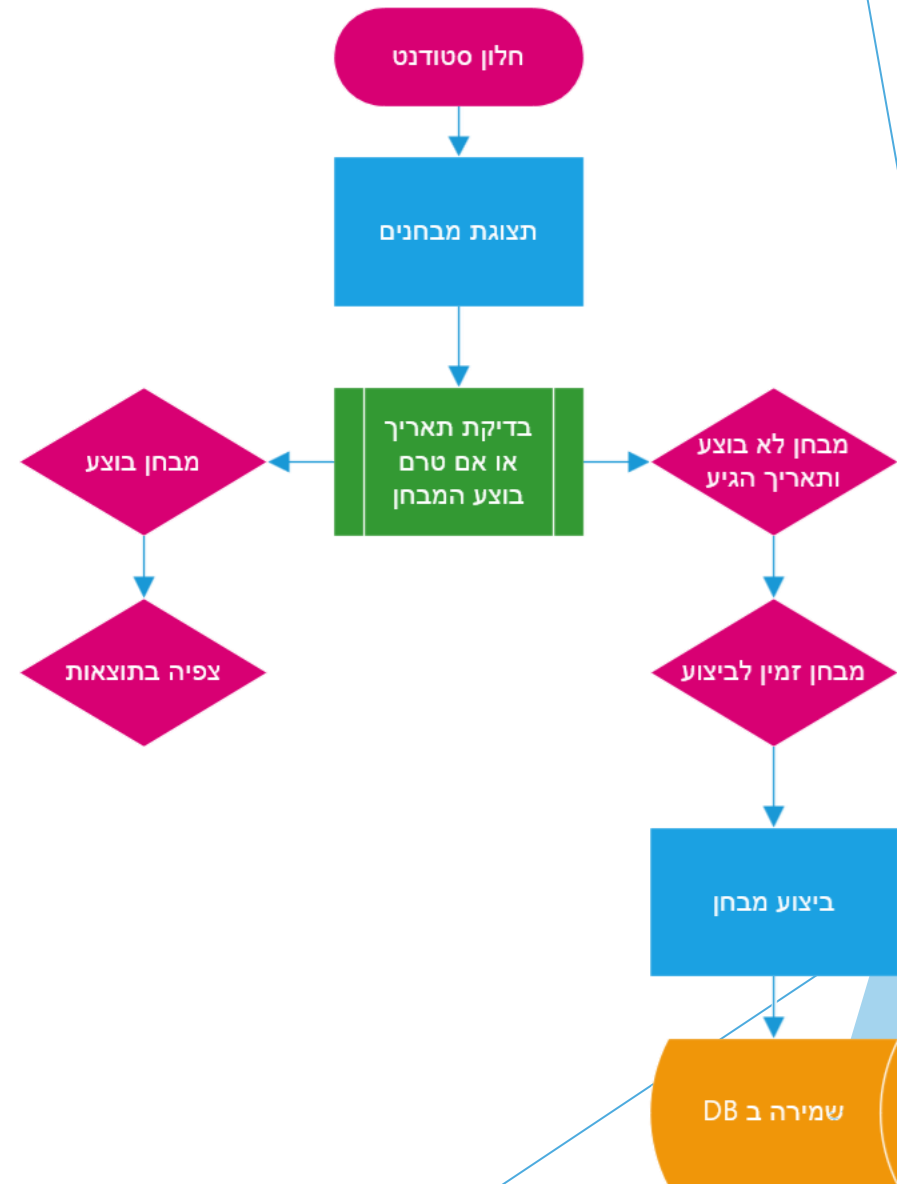 חלון סטודנט
תצוגת מבחנים
בדיקת תאריך
או אם טרם
בוצע המבחן
מבחן לא בוצע
ותאריך הגיע
מבחן בוצע
מבחן זמין לביצוע
צפיה בתוצאות
ביצוע מבחן
שמירה ב DB